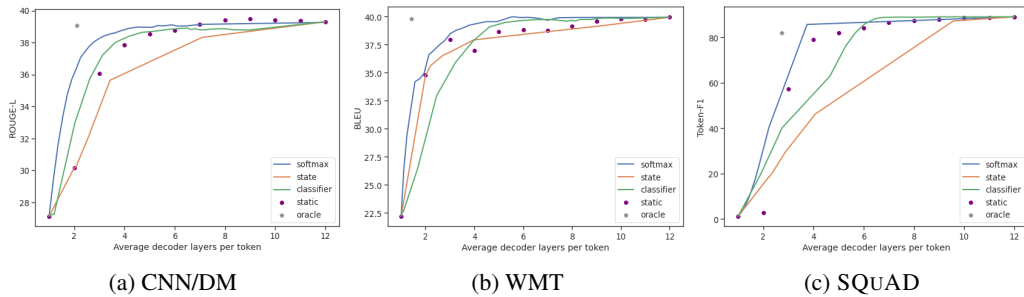 40
38
36
34
32
30
28
ROUGE-L
2
4
6
8
10
12
Average decoder layers per token
softmax
state
classifier
static
oracle
(a) CNN/DM
40.0
37.5
35.0
32.5
30.0
27.5
25.0
22.5
BLEU
2
4
6
8
10
12
Average decoder layers per token
softmax
state
classifier
static
oracle
(b) WMT
80
60
40
20
0
Token-F1
2
4
6
8
10
12
Average decoder layers per token
softmax
state
classifier
static
oracle
(c) SQUAD